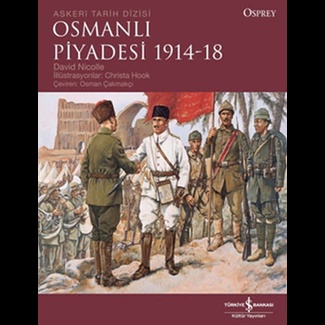 ASKERİ TARİH DİZİSİ
OSPREY
OSMANLI
PİYADESİ 1914-18
David Nicolle
İllüstrasyonlar: Christa Hook
Çeviren: Osman Çakmakçı
TÜRKİYE İŞ BANKASI
Kültür Yayınları